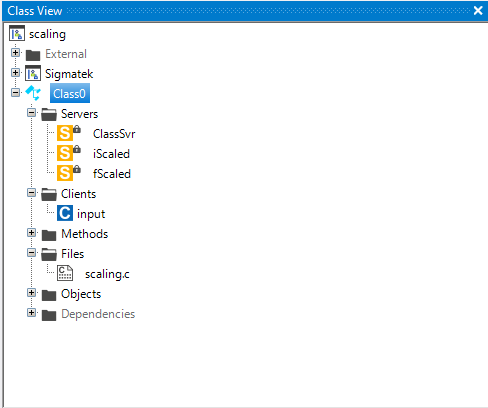 Class View
scaling
External
Sigmatek
Class0
Servers
S ClassSvr
S iScaled
S fScaled
Clients
C input
Methods
Files
C scaling.c
Objects
Dependencies